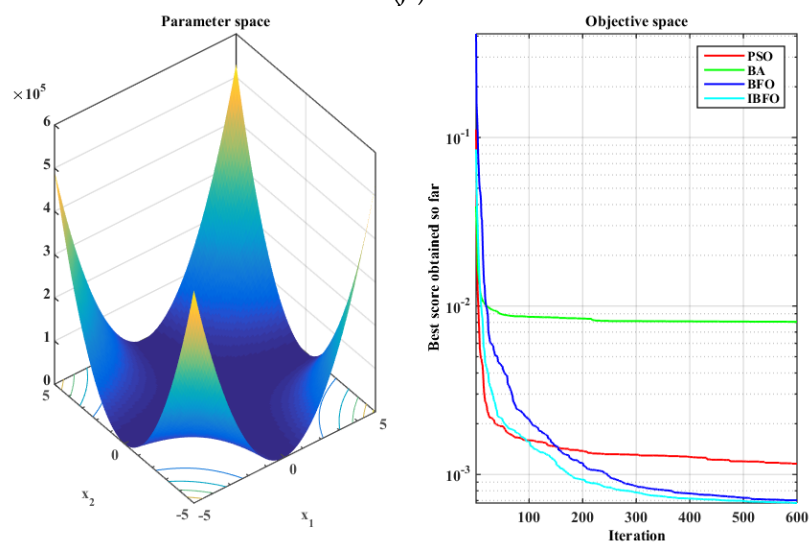 Parameter space
×10⁵
6
5
4
3
2
1
0
5
0
-5
-5
0
5
x₂
x₁
Objective space
PSO
BA
BFO
IBFO
Best score obtained so far
10⁻¹
10⁻²
10⁻³
100 200 300 400 500 600
Iteration